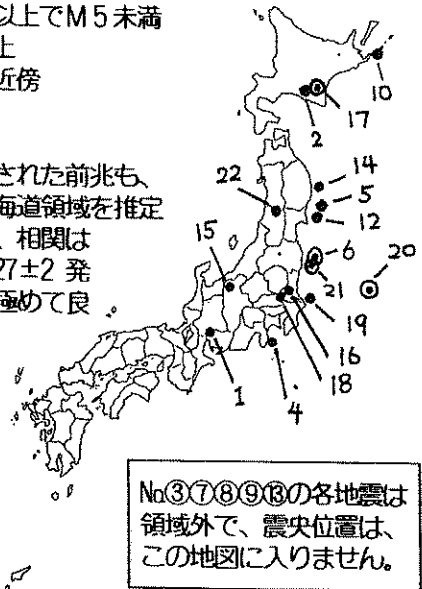 以上でM5未満
上
近傍
された前兆も、
海道領域を推定
、相関は
27±2 発
極めて良
10
17
2
14
22
5
12
15
6
20
21
19
16
1
4
18
No③⑦⑧⑨⑬の各地震は
領域外で、震央位置は、
この地図に入りません。